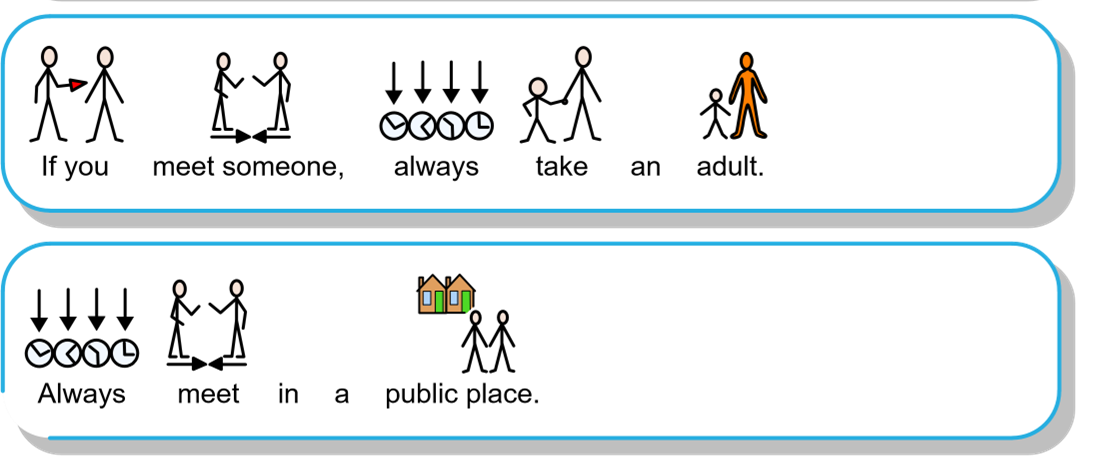 If you meet someone, always take an adult.
Always meet in a public place.